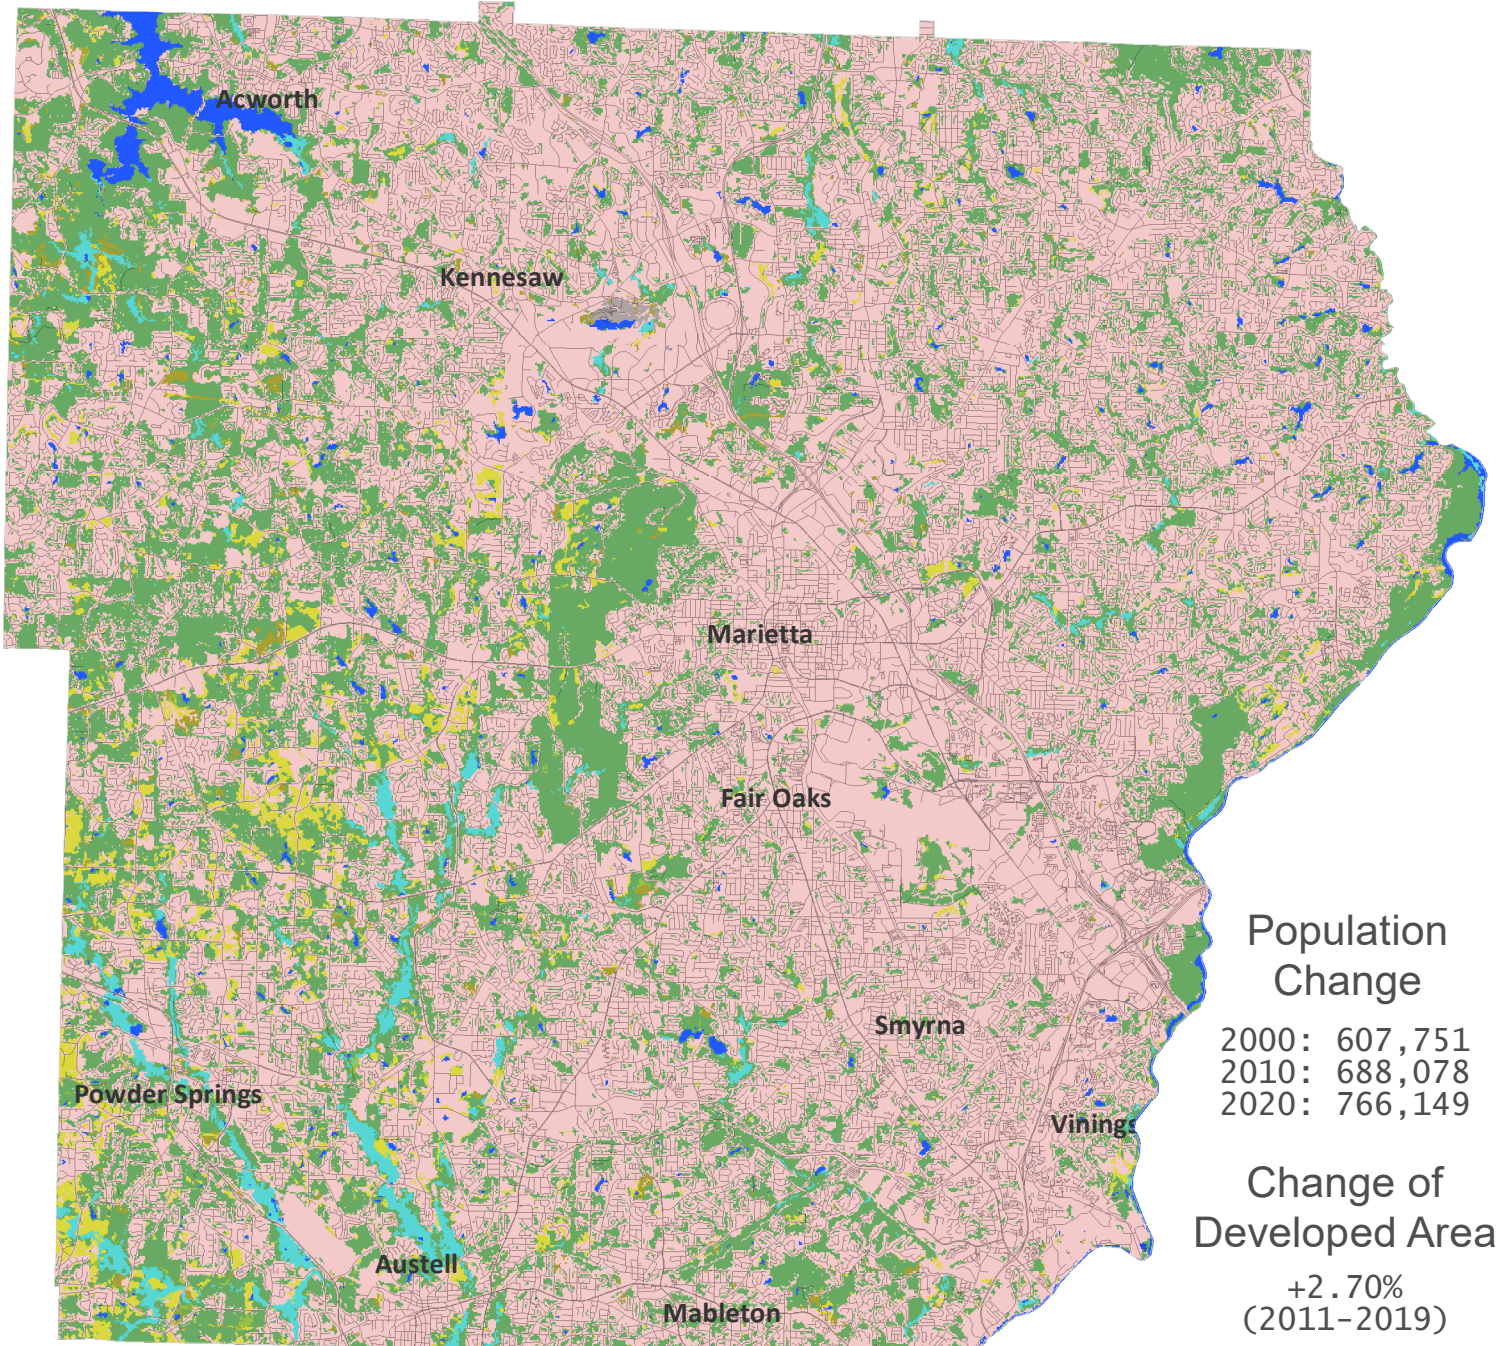 Acworth
Kennesaw
Marietta
Fair Oaks
Smyrna
Powder Springs
Vinings
Austell
Mableton
Population
Change
2000: 607,751
2010: 688,078
2020: 766,149
Change of
Developed Area
+2.70%
(2011-2019)